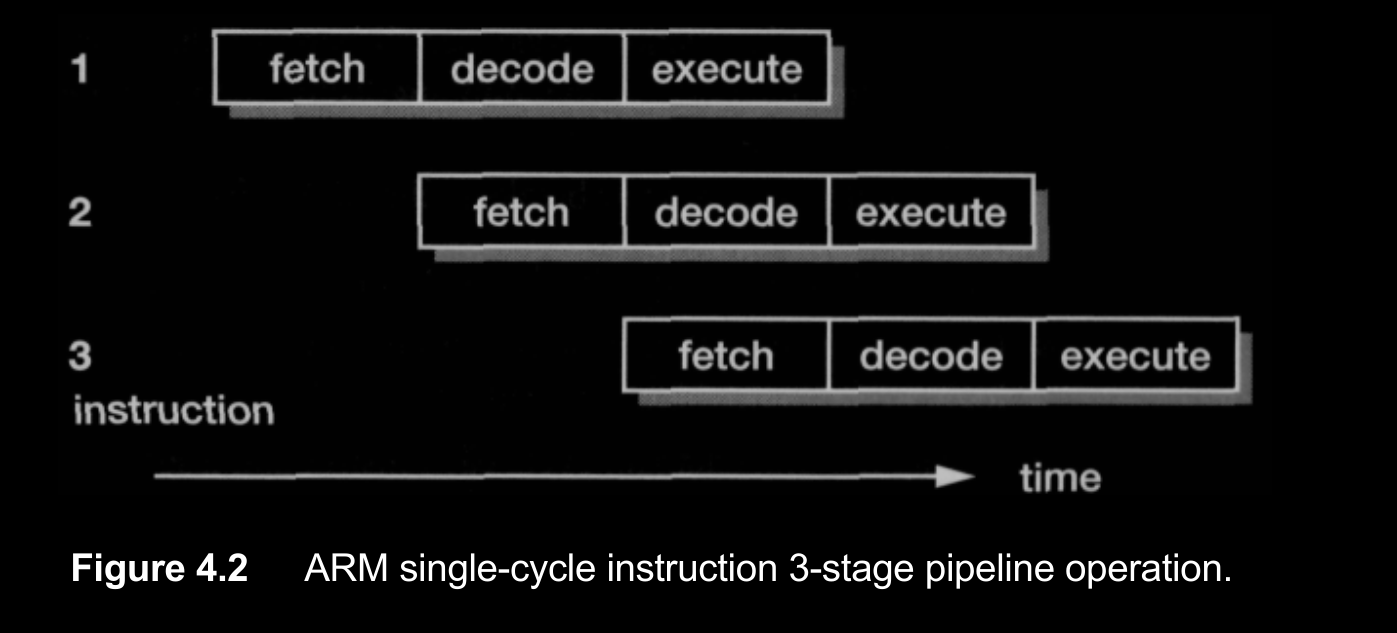 1 fetch decode execute
2 fetch decode execute
3 fetch decode execute
instruction
time
Figure 4.2 ARM single-cycle instruction 3-stage pipeline operation.